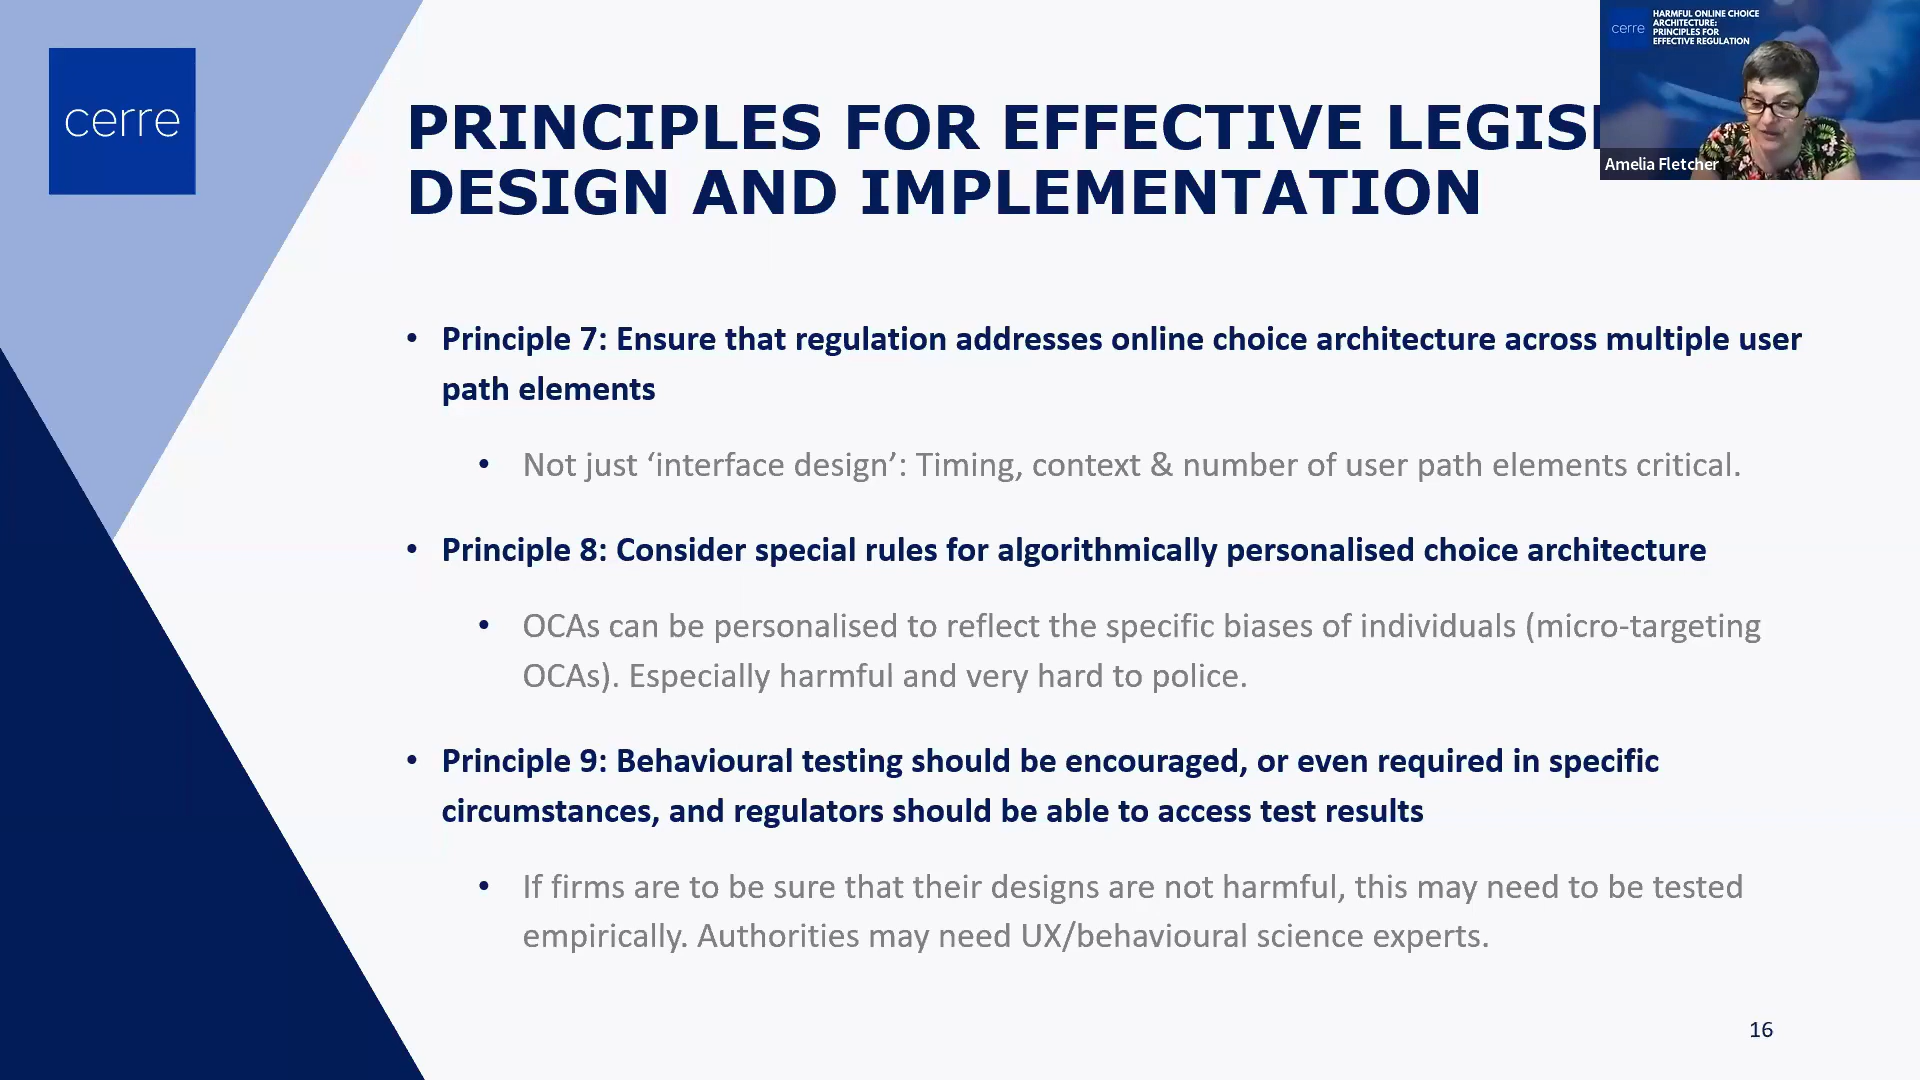 cerre
PRINCIPLES FOR EFFECTIVE
DESIGN AND IMPLEMENTATION
cerre
HARMFUL ONLINE CHOICE
ARCHITECTURE:
PRINCIPLES FOR
EFFECTIVE REGULATION
Amelia Fletcher
• Principle 7: Ensure that regulation addresses online choice architecture across multiple user
path elements
• Not just ‘interface design’: Timing, context & number of user path elements critical.
• Principle 8: Consider special rules for algorithmically personalised choice architecture
• OCAs can be personalised to reflect the specific biases of individuals (micro-targeting
OCAs). Especially harmful and very hard to police.
• Principle 9: Behavioural testing should be encouraged, or even required in specific
circumstances, and regulators should be able to access test results
• If firms are to be sure that their designs are not harmful, this may need to be tested
empirically. Authorities may need UX/behavioural science experts.
16